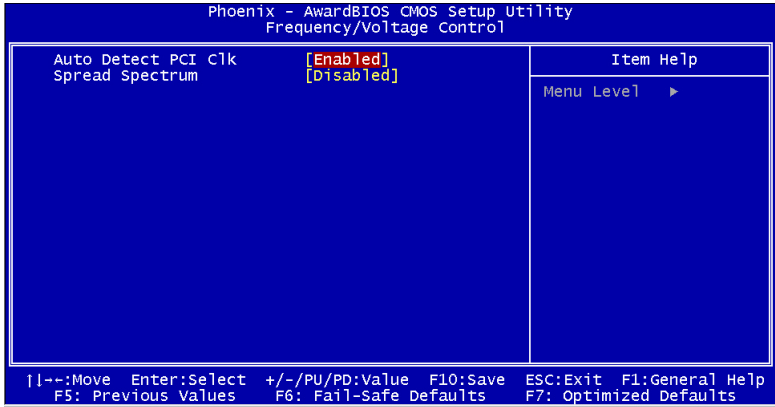 Phoenix - AwardBIOS CMOS Setup Utility
Frequency/Voltage Control
Auto Detect PCI Clk [Enabled]
Spread Spectrum [Disabled]
Item Help
Menu Level ▶
↑↓→←:Move Enter:Select +/-/PU/PD:Value F10:Save ESC:Exit F1:General Help
F5: Previous Values F6: Fail-Safe Defaults F7: Optimized Defaults